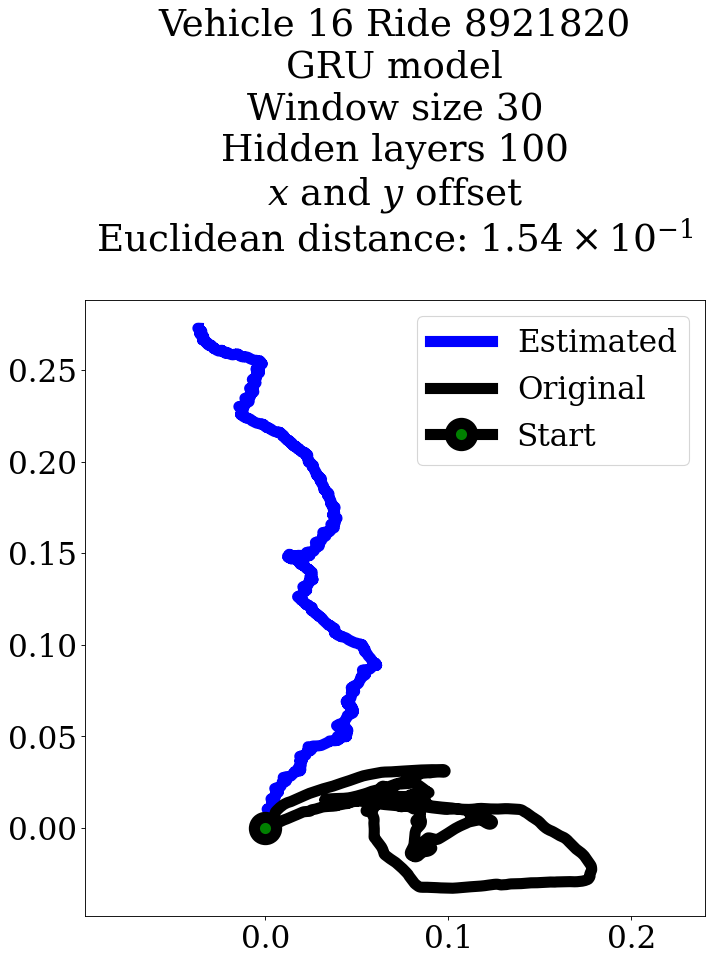 Vehicle 16 Ride 8921820
GRU model
Window size 30
Hidden layers 100
x and y offset
Euclidean distance: 1.54 × 10⁻¹
Estimated
Original
Start
0.25
0.20
0.15
0.10
0.05
0.00
0.0 0.1 0.2